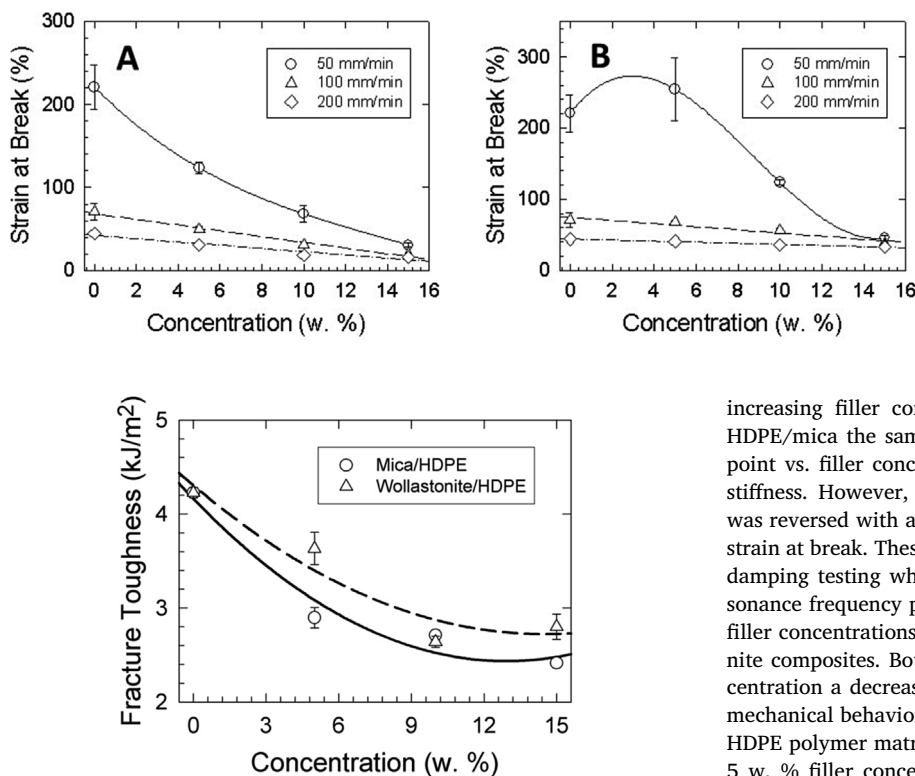 A
300
200
100
0
Strain at Break (%)
50 mm/min
100 mm/min
200 mm/min
0 2 4 6 8 10 12 14 16
Concentration (w. %)
B
300
200
100
0
Strain at Break (%)
50 mm/min
100 mm/min
200 mm/min
0 2 4 6 8 10 12 14 16
Concentration (w. %)
5
4
3
2
Fracture Toughness (kJ/m²)
Mica/HDPE
Wollastonite/HDPE
0 3 6 9 12 15
Concentration (w. %)
increasing filler co
HDPE/mica the sam
point vs. filler conc
stiffness. However,
was reversed with a
strain at break. Thes
damping testing wh
sonance frequency p
filler concentrations
nite composites. Bo
centration a decreas
mechanical behavio
HDPE polymer matr
5 w. % filler conce